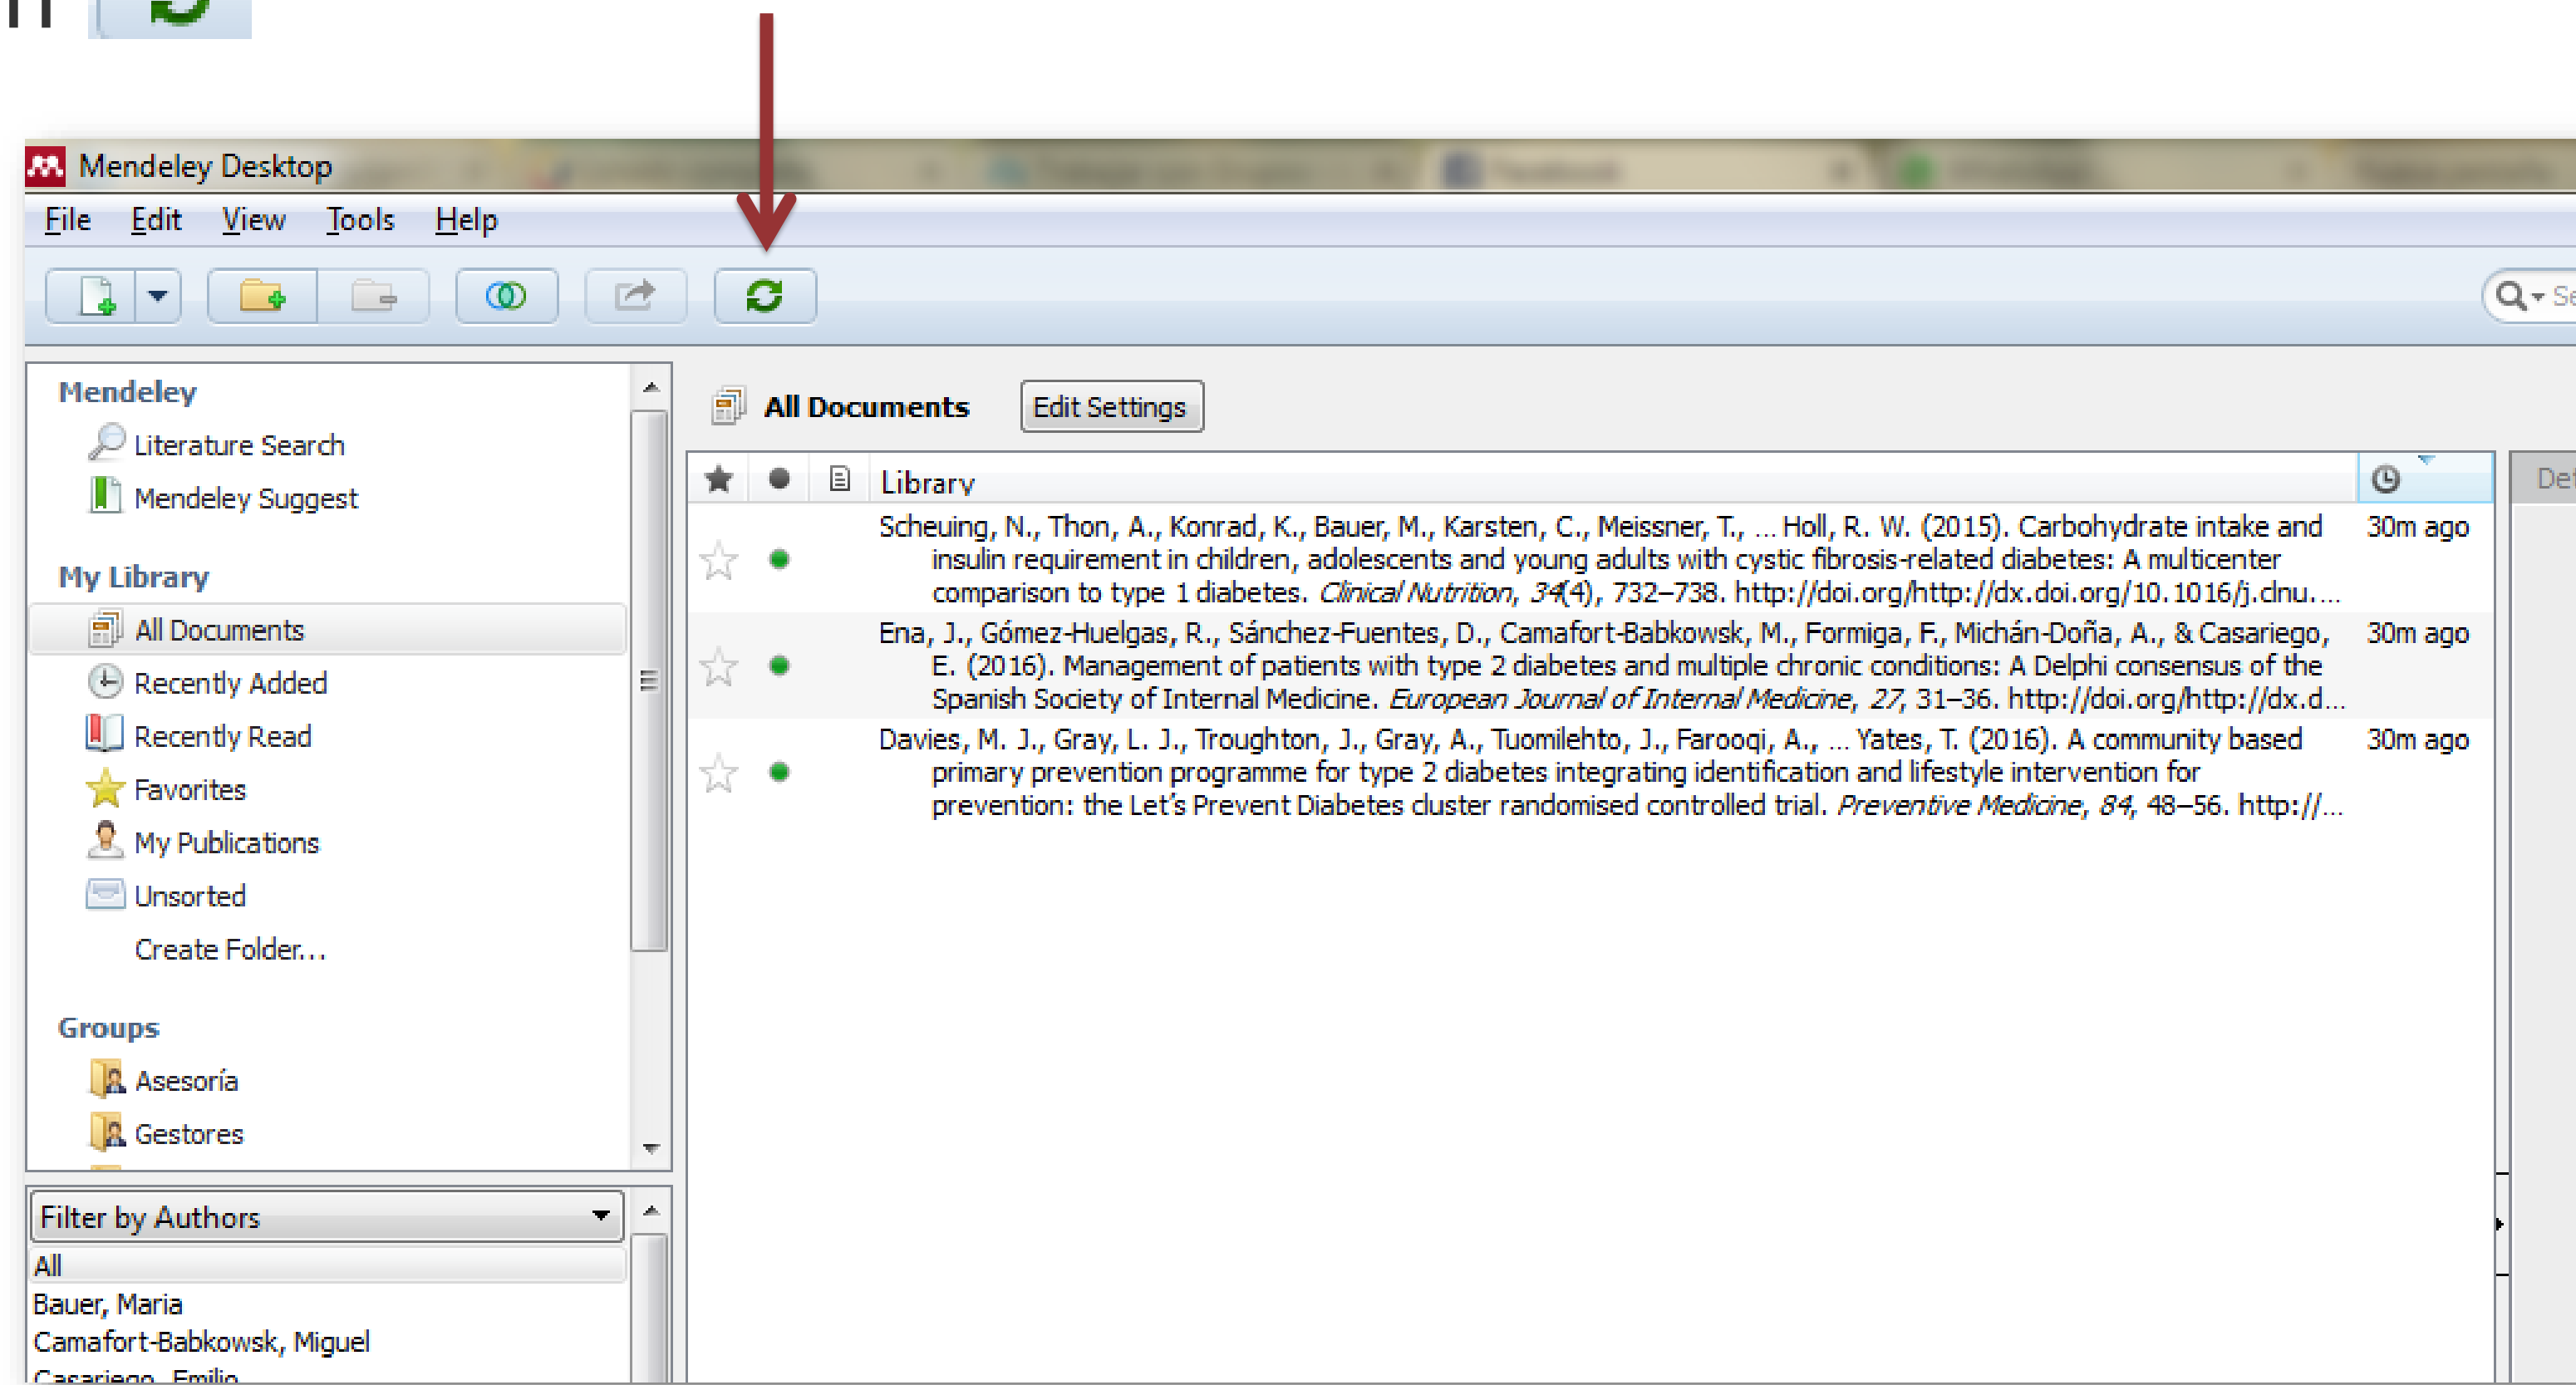 Mendeley Desktop
File Edit View Tools Help
Mendeley
Literature Search
Mendeley Suggest
My Library
All Documents
Recently Added
Recently Read
Favorites
My Publications
Unsorted
Create Folder...
Groups
Asesoría
Gestores
Filter by Authors
All
Bauer, Maria
Camafort-Babkowsk, Miguel
Casariego, Emilio
All Documents Edit Settings
Library
Scheuing, N., Thon, A., Konrad, K., Bauer, M., Karsten, C., Meissner, T., ... Holl, R. W. (2015). Carbohydrate intake and 30m ago
insulin requirement in children, adolescents and young adults with cystic fibrosis-related diabetes: A multicenter
comparison to type 1 diabetes. Clinical Nutrition, 34(4), 732–738. http://doi.org/http://dx.doi.org/10.1016/j.clnu....
Ena, J., Gómez-Huelgas, R., Sánchez-Fuentes, D., Camafort-Babkowsk, M., Formiga, F., Michán-Doña, A., & Casariego, 30m ago
E. (2016). Management of patients with type 2 diabetes and multiple chronic conditions: A Delphi consensus of the
Spanish Society of Internal Medicine. European Journal of Internal Medicine, 27, 31–36. http://doi.org/http://dx.d...
Davies, M. J., Gray, L. J., Troughton, J., Gray, A., Tuomilehto, J., Farooqi, A., ... Yates, T. (2016). A community based 30m ago
primary prevention programme for type 2 diabetes integrating identification and lifestyle intervention for
prevention: the Let's Prevent Diabetes cluster randomised controlled trial. Preventive Medicine, 84, 48–56. http://...